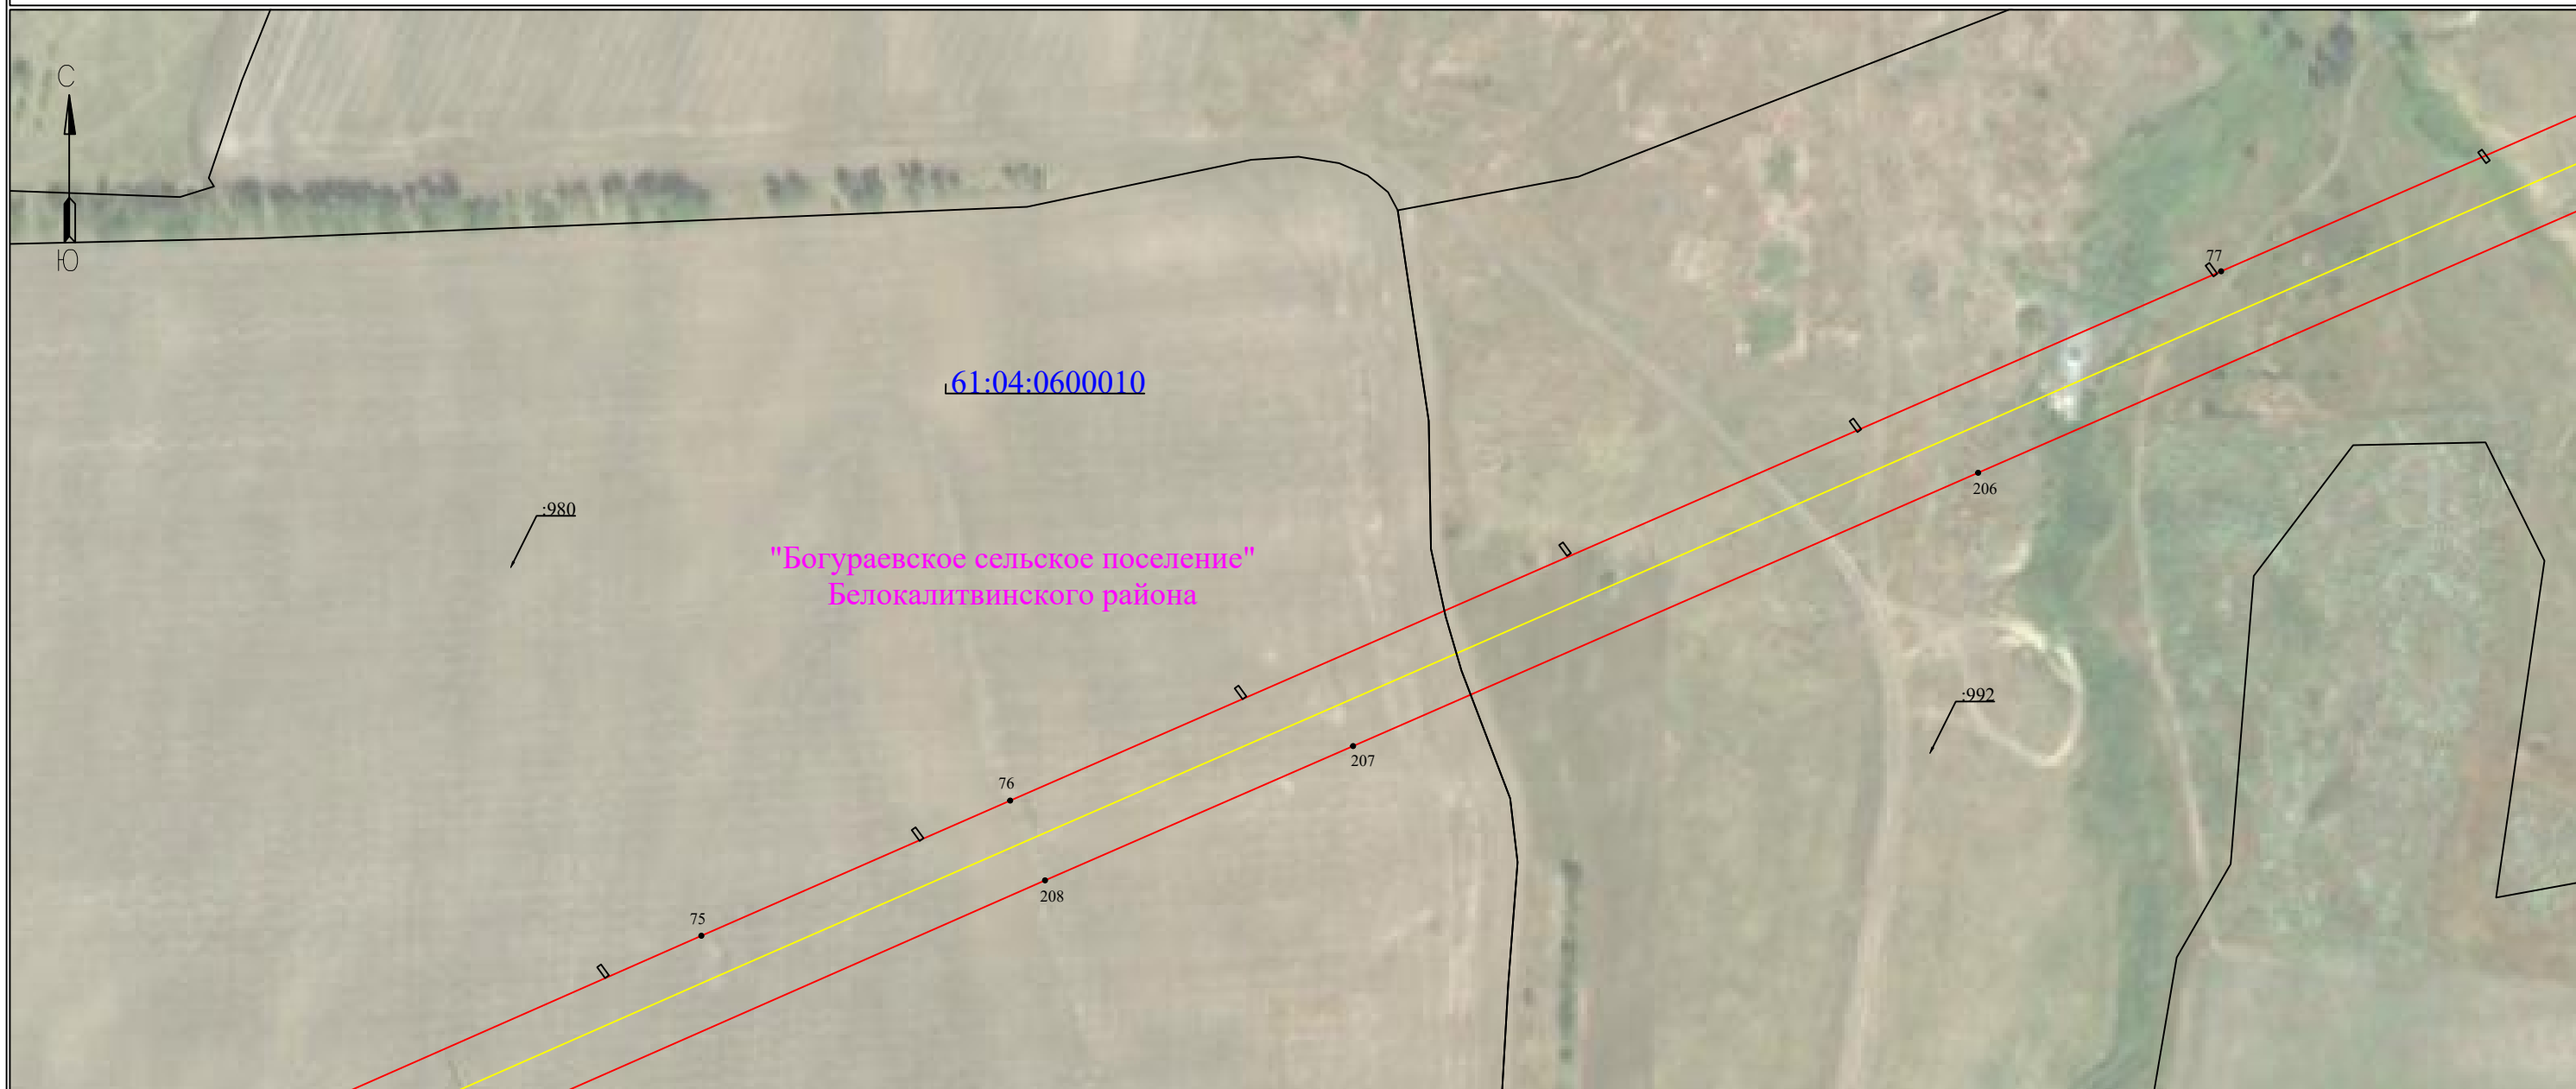 С
Ю
77
61:04:0600010
206
:980
"Богураевское сельское поселение"
Белокалитвинского района
:992
207
76
208
75